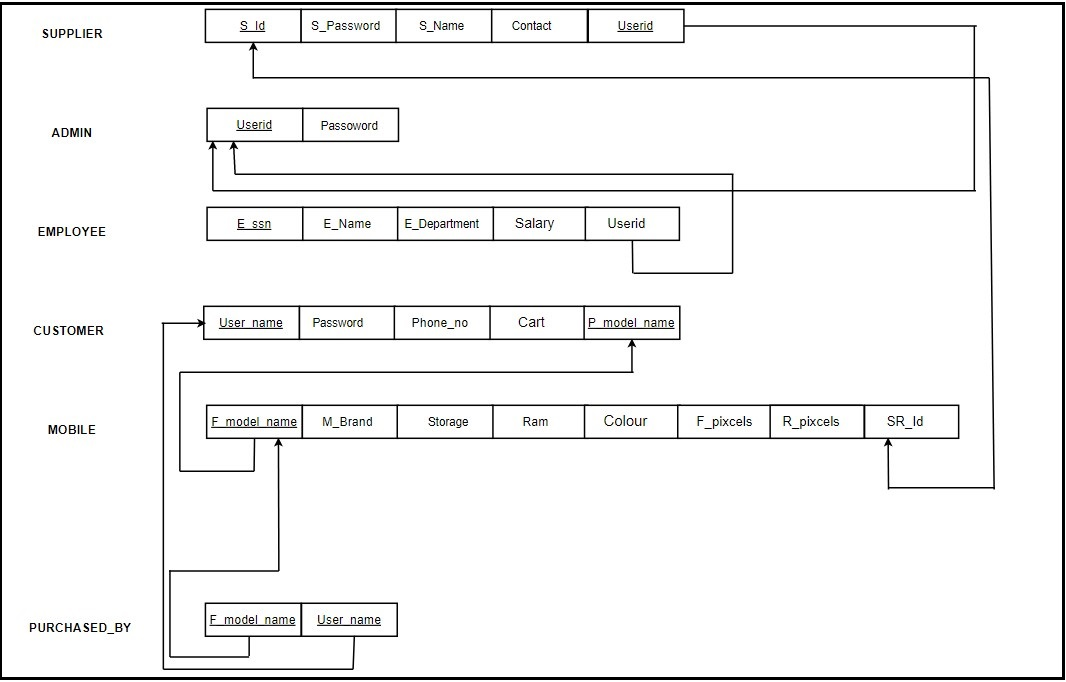 SUPPLIER
S_Id S_Password S_Name Contact Userid
ADMIN
Userid Passoword
EMPLOYEE
E_ssn E_Name E_Department Salary Userid
CUSTOMER
User_name Password Phone_no Cart P_model_name
MOBILE
F_model_name M_Brand Storage Ram Colour F_pixcels R_pixcels SR_Id
PURCHASED_BY
F_model_name User_name